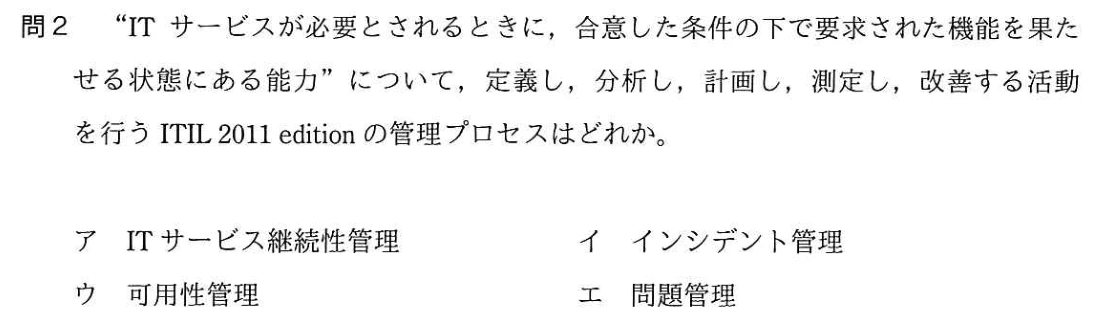 問2 “IT サービスが必要とされるときに，合意した条件の下で要求された機能を果た
せる状態にある能力”について，定義し，分析し，計画し，測定し，改善する活動
を行う ITIL 2011 edition の管理プロセスはどれか。
ア IT サービス継続性管理 イ インシデント管理
ウ 可用性管理 エ 問題管理